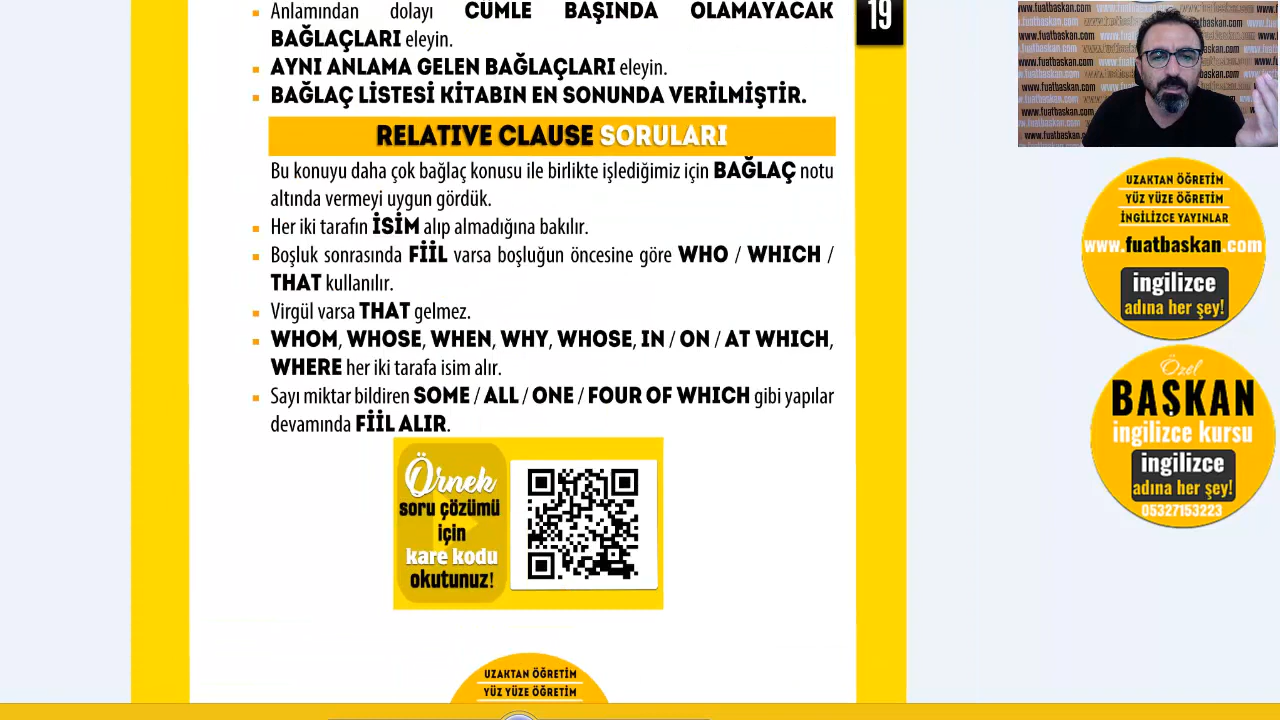 Anlamından dolayı CÜMLE BAŞINDA OLAMAYACAK
BAĞLAÇLARI eleyin.
AYNI ANLAMA GELEN BAĞLAÇLARI eleyin.
BAĞLAÇ LİSTESİ KİTABIN EN SONUNDA VERİLMİŞTİR.
19
RELATIVE CLAUSE SORULARI
Bu konuyu daha çok bağlaç konusu ile birlikte işlediğimiz için BAĞLAÇ notu
altında vermeyi uygun gördük.
Her iki tarafın İSİM alıp almadığına bakılır.
Boşluk sonrasında FİİL varsa boşluğun öncesine göre WHO / WHICH /
THAT kullanılır.
Virgül varsa THAT gelmez.
WHOM, WHOSE, WHEN, WHY, WHOSE, IN / ON / AT WHICH,
WHERE her iki tarafa isim alır.
Sayı miktar bildiren SOME / ALL / ONE / FOUR OF WHICH gibi yapılar
devamında FİİL ALIR.
Örnek
soru çözümü
için
kare kodu
okutunuz!
UZAKTAN ÖĞRETİM
YÜZ YÜZE ÖĞRETİM
www.fuatbaskan.com
UZAKTAN ÖĞRETİM
YÜZ YÜZE ÖĞRETİM
İNGİLİZCE YAYINLAR
www.fuatbaskan.com
ingilizce
adına her şey!
Özel
BAŞKAN
ingilizce kursu
ingilizce
adına her şey!
05327153223